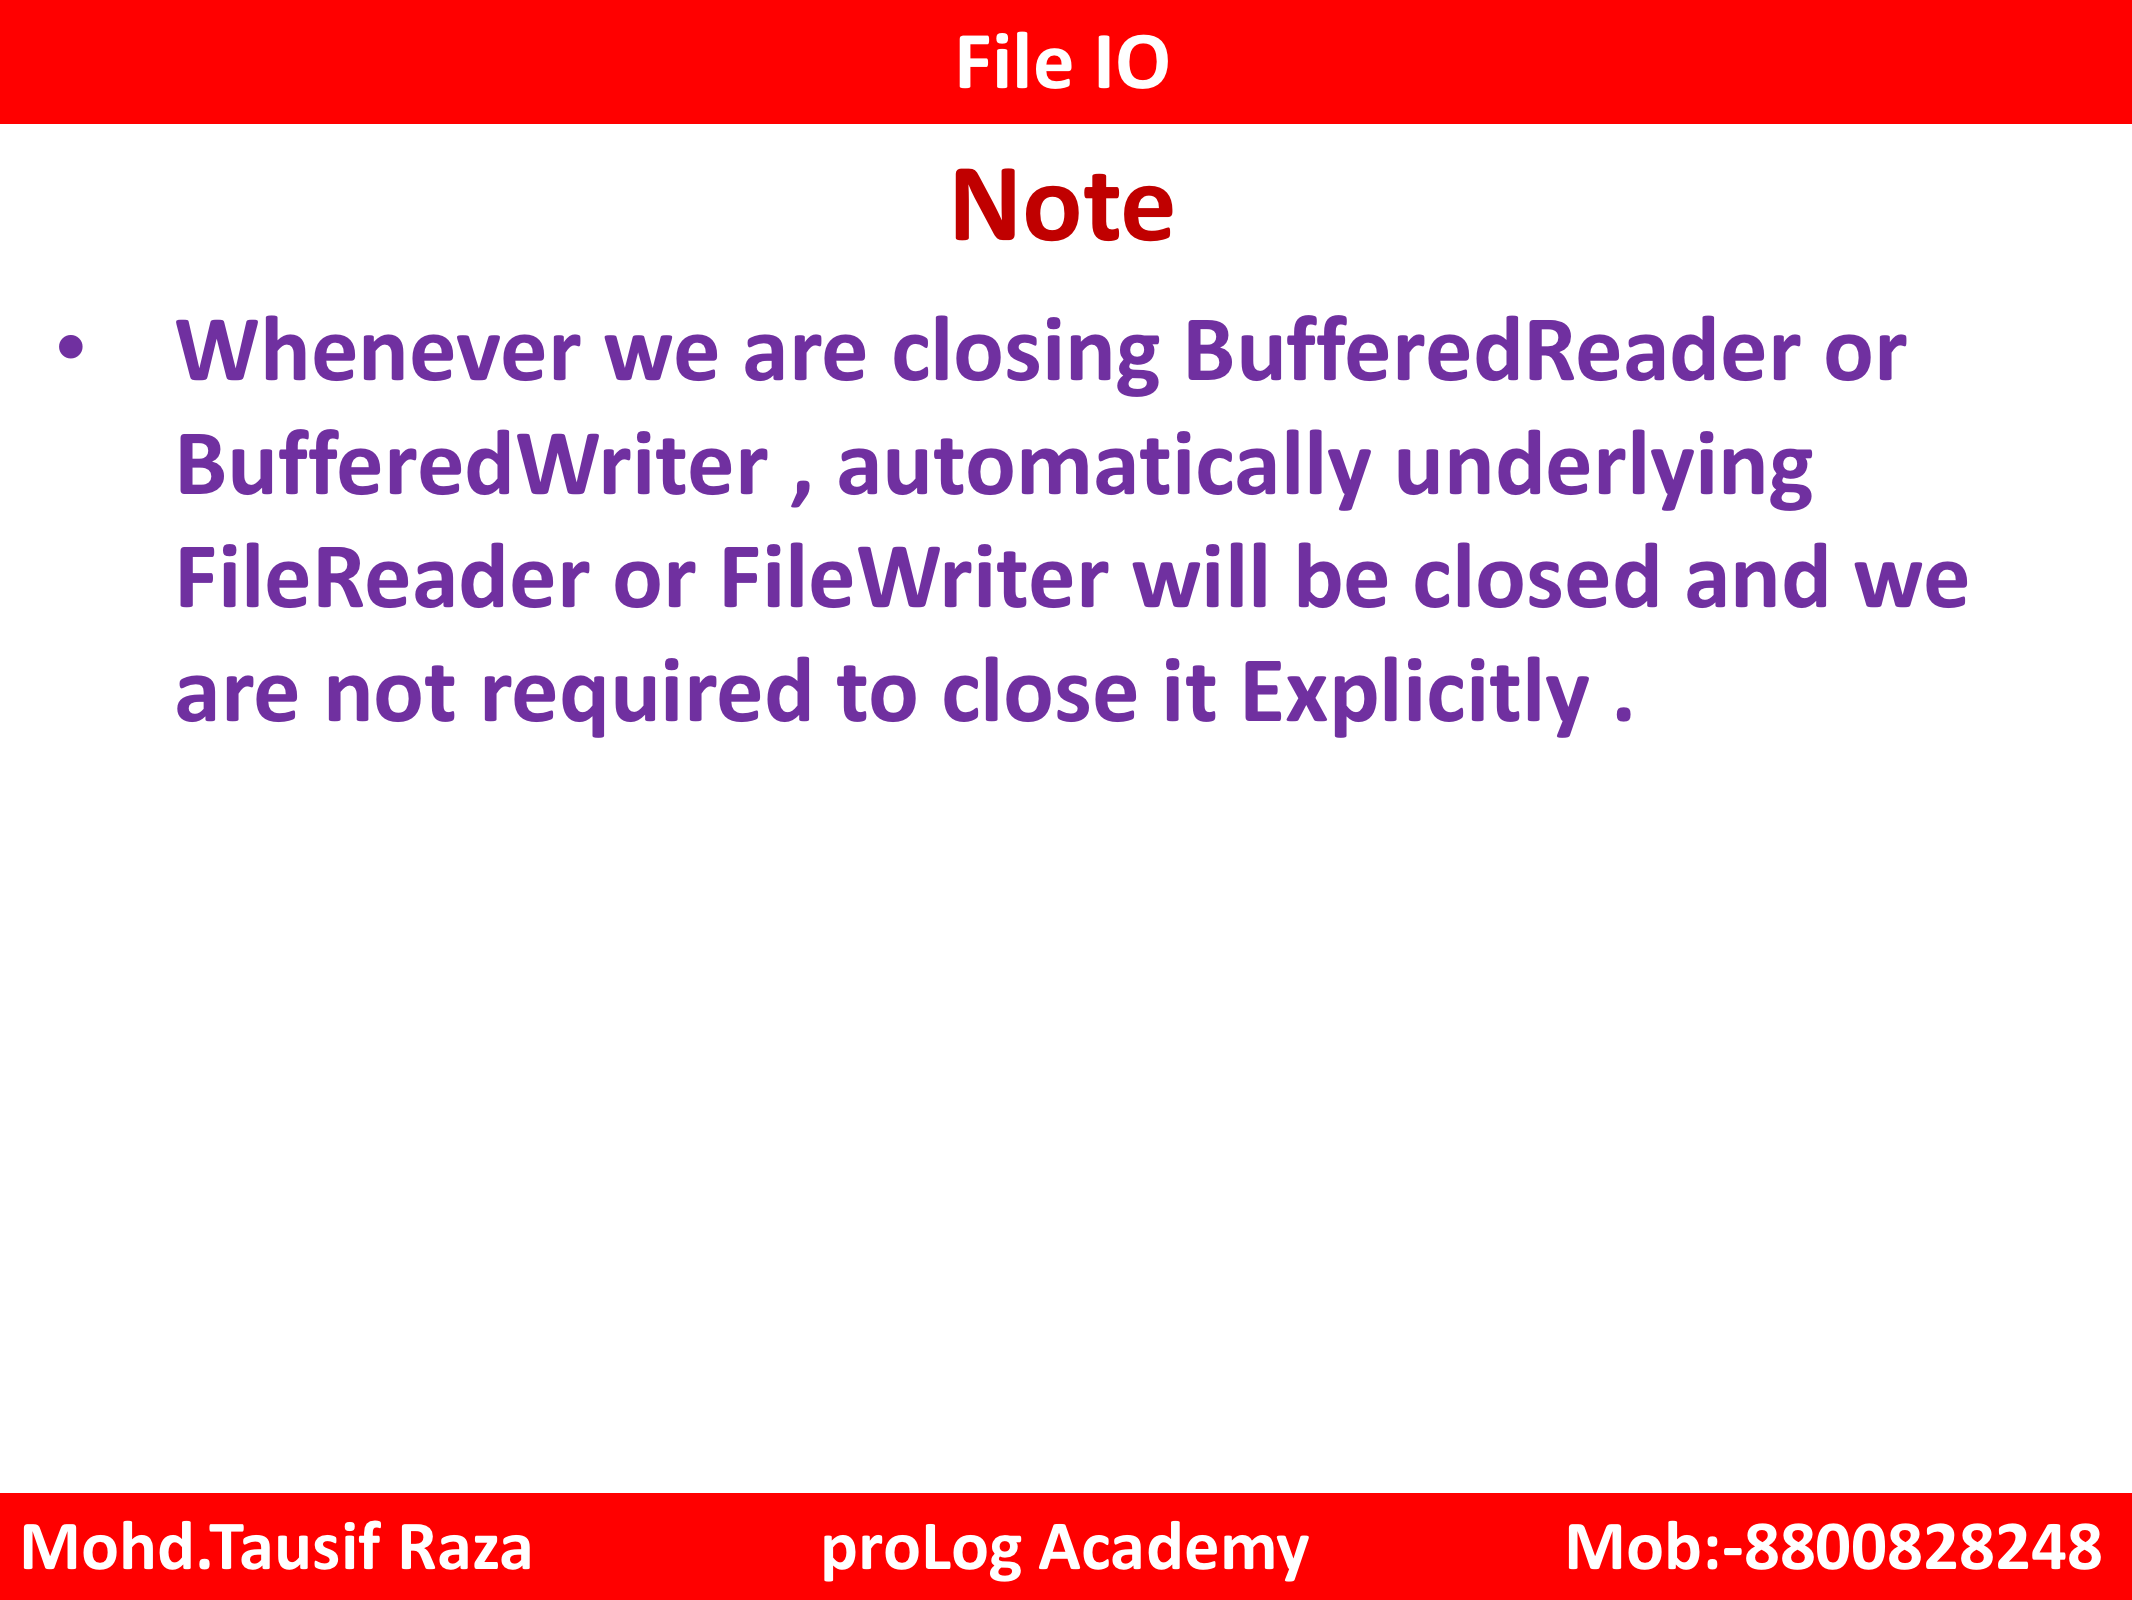 File IO
Note
• Whenever we are closing BufferedReader or
BufferedWriter , automatically underlying
FileReader or FileWriter will be closed and we
are not required to close it Explicitly .
Mohd.Tausif Raza proLog Academy Mob:-8800828248